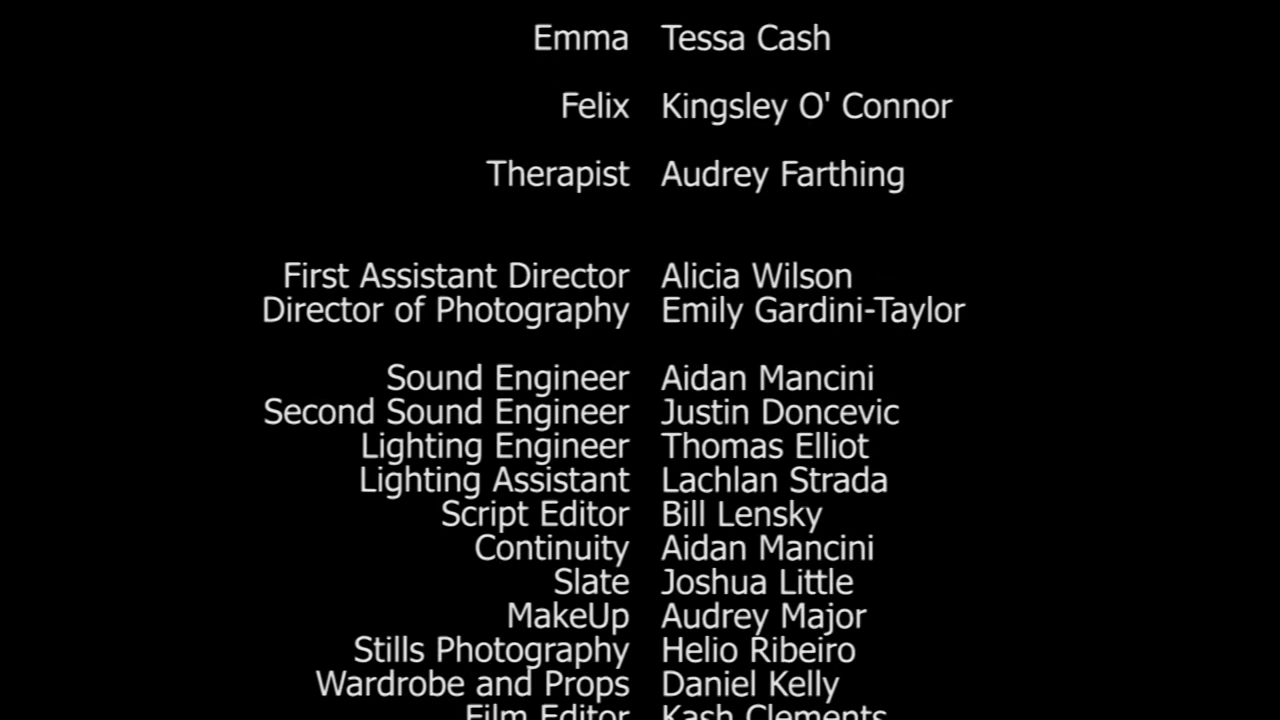 Emma Tessa Cash
Felix Kingsley O' Connor
Therapist Audrey Farthing
First Assistant Director Alicia Wilson
Director of Photography Emily Gardini-Taylor
Sound Engineer Aidan Mancini
Second Sound Engineer Justin Doncevic
Lighting Engineer Thomas Elliot
Lighting Assistant Lachlan Strada
Script Editor Bill Lensky
Continuity Aidan Mancini
Slate Joshua Little
MakeUp Audrey Major
Stills Photography Helio Ribeiro
Wardrobe and Props Daniel Kelly
Film Editor Kash Clements